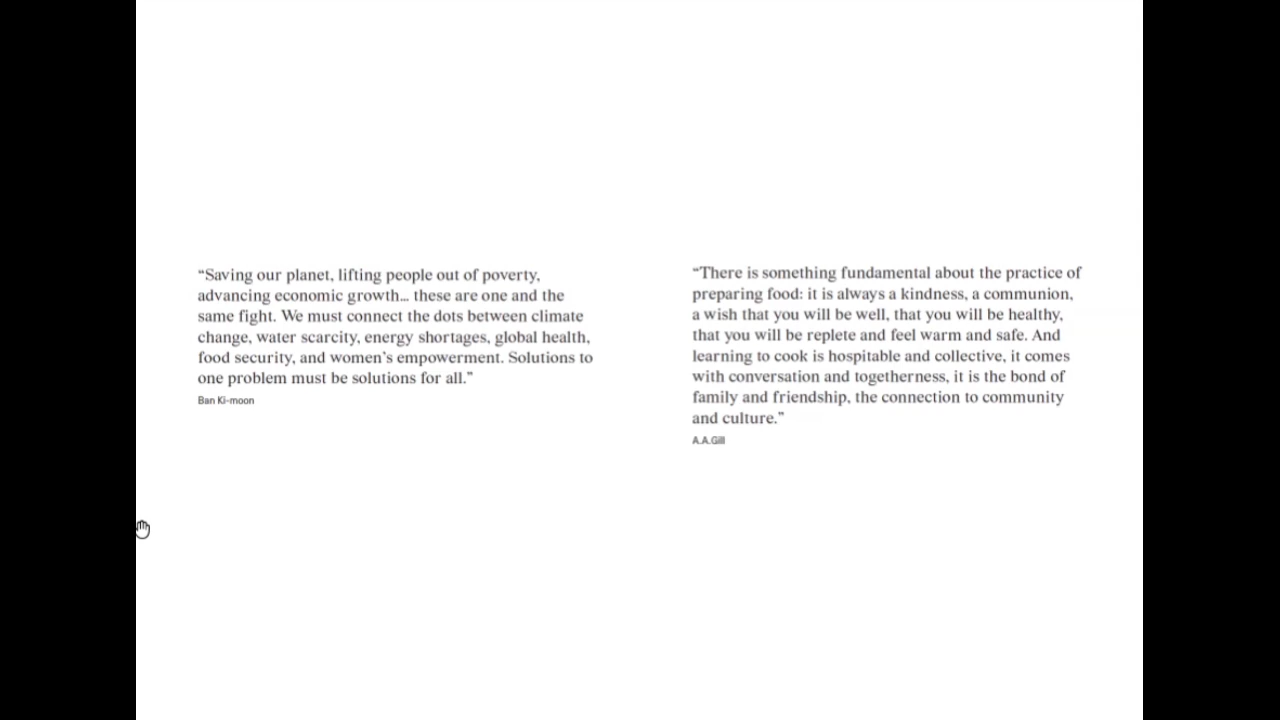 “Saving our planet, lifting people out of poverty,
advancing economic growth... these are one and the
same fight. We must connect the dots between climate
change, water scarcity, energy shortages, global health,
food security, and women’s empowerment. Solutions to
one problem must be solutions for all.”
Ban Ki-moon
“There is something fundamental about the practice of
preparing food: it is always a kindness, a communion,
a wish that you will be well, that you will be healthy,
that you will be replete and feel warm and safe. And
learning to cook is hospitable and collective, it comes
with conversation and togetherness, it is the bond of
family and friendship, the connection to community
and culture.”
A.A.Gill